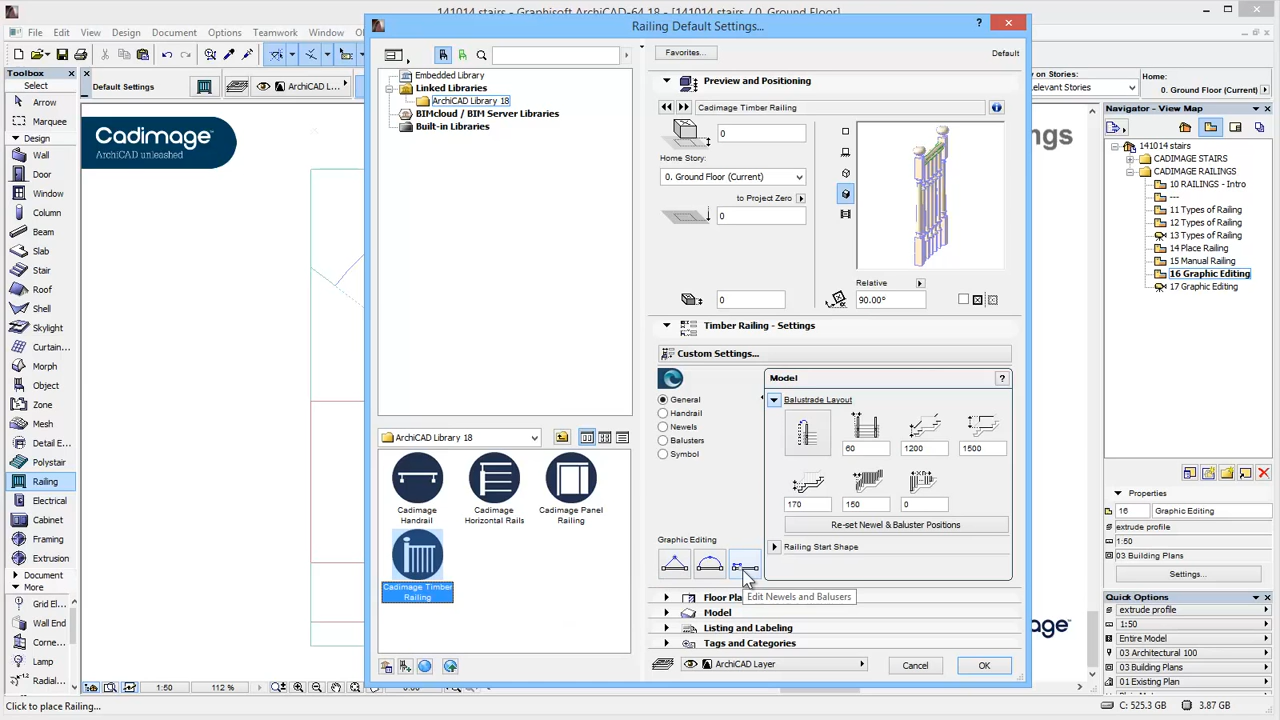 141014 stairs - Graphisoft ArchiCAD-64 18 - [141014 stairs / 0. Ground Floor]
File Edit View Design Document Options Teamwork Window
Railing Default Settings...
?
Toolbox
Select
Arrow
Marquee
Design
Wall
Door
Window
Column
Beam
Slab
Stair
Roof
Shell
Skylight
Curtain...
Morph
Object
Zone
Mesh
Detail E...
Polystair
Railing
Electrical
Cabinet
Framing
Extrusion
Document
More
Grid El...
Wall End
Corne...
Lamp
Radial...
Default Settings
ArchiCAD L...
Cadimage
ArchiCAD unleashed
Embedded Library
Linked Libraries
ArchiCAD Library 18
BIMcloud / BIM Server Libraries
Built-in Libraries
ArchiCAD Library 18
Cadimage
Handrail
Cadimage
Horizontal Rails
Cadimage Panel
Railing
Cadimage Timber
Railing
Favorites...
Default
Preview and Positioning
Cadimage Timber Railing
0
Home Story:
0. Ground Floor (Current)
to Project Zero
0
0
Relative
90.00°
Timber Railing - Settings
Custom Settings...
General
Handrail
Newels
Balusters
Symbol
Graphic Editing
Model
?
Balustrade Layout
60
1200
1500
170
150
0
Re-set Newel & Baluster Positions
Railing Start Shape
Edit Newels and Balusers
Floor Pla
Model
Listing and Labeling
Tags and Categories
ArchiCAD Layer
Cancel
OK
y on Stories:
elevant Stories
Home:
0. Ground Floor (Current)
ngs
Navigator - View Map
141014 stairs
CADIMAGE STAIRS
CADIMAGE RAILINGS
10 RAILINGS - Intro
---
11 Types of Railing
12 Types of Railing
13 Types of Railing
14 Place Railing
15 Manual Railing
16 Graphic Editing
17 Graphic Editing
Properties
16
Graphic Editing
extrude profile
1:50
03 Building Plans
Settings...
Quick Options
extrude profile
1:50
Entire Model
03 Architectural 100
03 Building Plans
01 Existing Plan
age
1:50
112 %
Click to place Railing...
C: 525.3 GB
3.87 GB